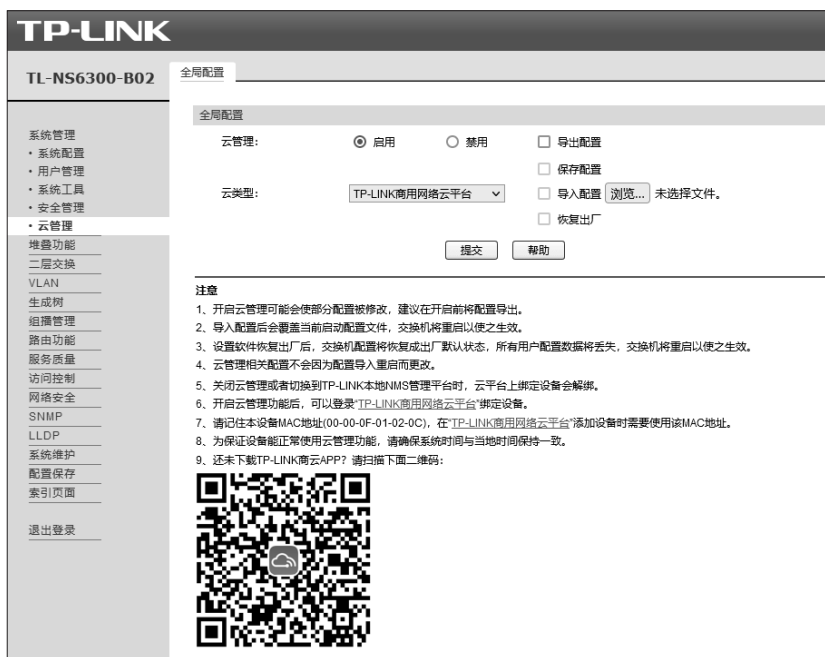 TP-LINK
TL-NS6300-B02
全局配置
系统管理
· 系统配置
· 用户管理
· 系统工具
· 安全管理
· 云管理
堆叠功能
二层交换
VLAN
生成树
组播管理
路由功能
服务质量
访问控制
网络安全
SNMP
LLDP
系统维护
配置保存
索引页面
退出登录
全局配置
云管理: 启用 禁用 导出配置
保存配置
云类型: TP-LINK商用网络云平台 导入配置 浏览... 未选择文件。
恢复出厂
提交 帮助
注意
1、开启云管理可能会使部分配置被修改，建议在开启前将配置导出。
2、导入配置后会覆盖当前启动配置文件，交换机将重启以使之生效。
3、设置软件恢复出厂后，交换机配置将恢复成出厂默认状态，所有用户配置数据将丢失，交换机将重启以使之生效。
4、云管理相关配置不会因为配置导入重启而更改。
5、关闭云管理或者切换到TP-LINK本地NMS管理平台时，云平台上绑定设备会解绑。
6、开启云管理功能后，可以登录“TP-LINK商用网络云平台”绑定设备。
7、请记住本设备MAC地址(00-00-0F-01-02-0C)，在“TP-LINK商用网络云平台”添加设备时需要使用该MAC地址。
8、为保证设备能正常使用云管理功能，请确保系统时间与当地时间保持一致。
9、还未下载TP-LINK商云APP？请扫描下面二维码: